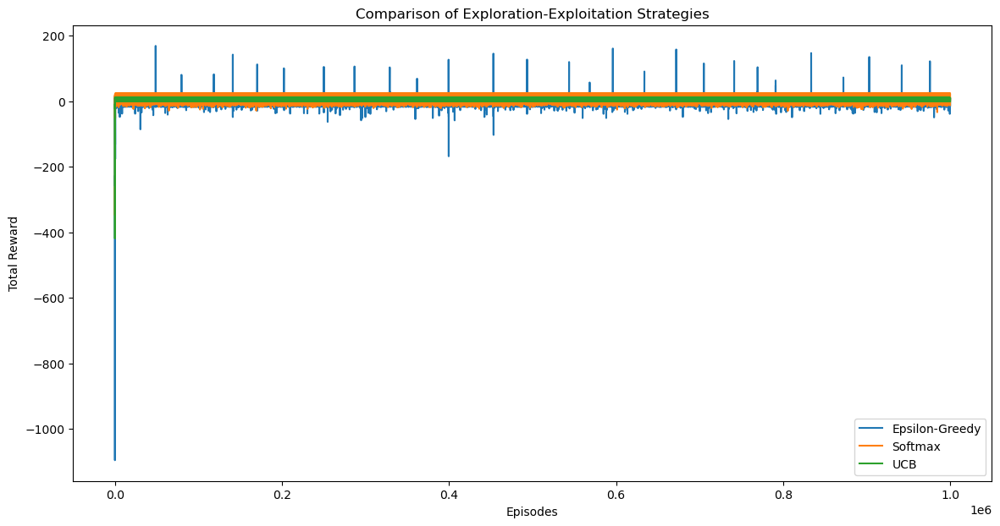 Comparison of Exploration-Exploitation Strategies
200
0
−200
−400
−600
−800
−1000
Total Reward
Epsilon-Greedy
Softmax
UCB
0.0 0.2 0.4 0.6 0.8 1.0
1e6
Episodes